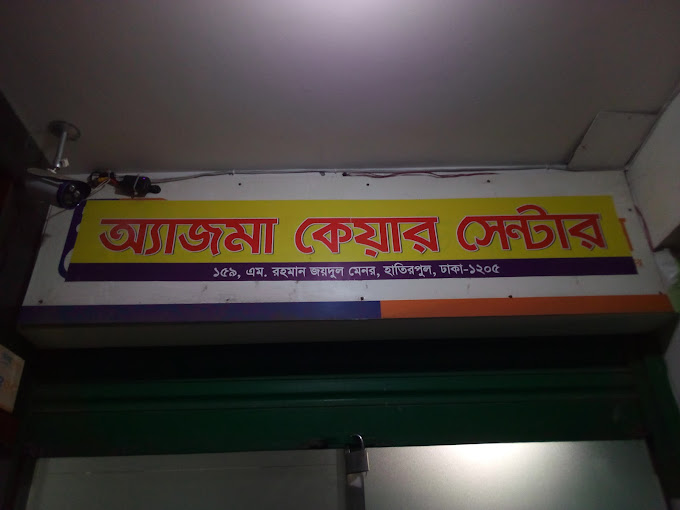 অ্যাজমা কেয়ার সেন্টার
১৫৯, এম. রহমান জয়দুল মেনর, হাতিরপুল, ঢাকা-১২০৫